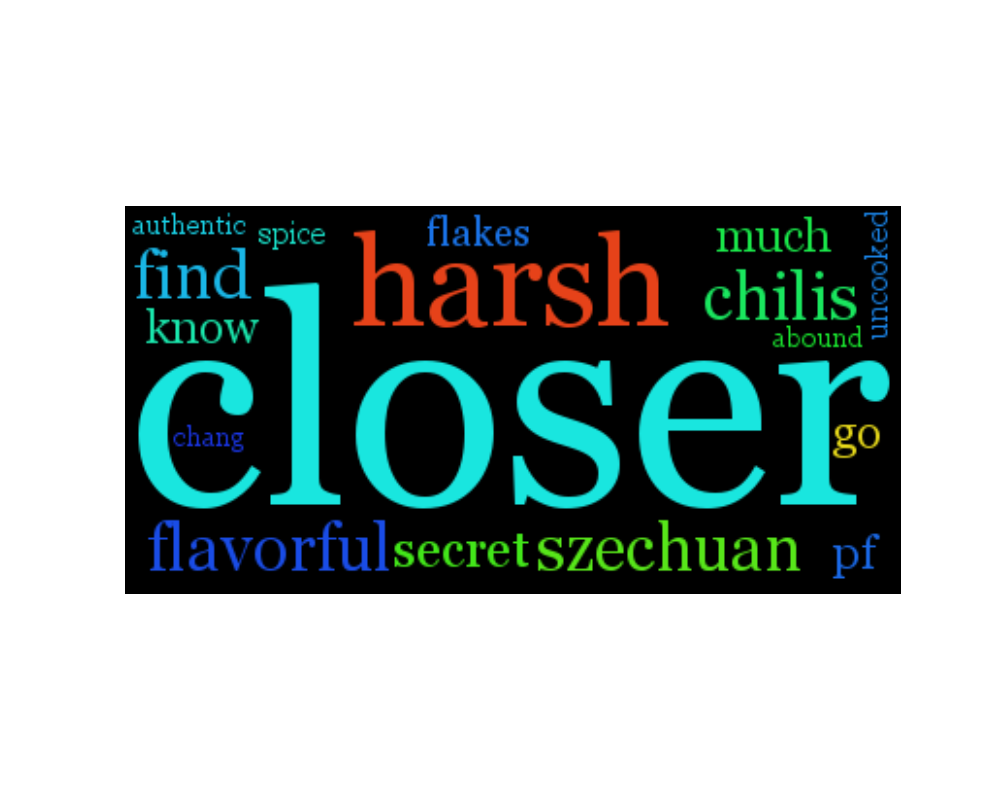 authentic
spice
flakes
much
uncooked
find
harsh
chilis
know
abound
closer
chang
go
flavorful
secret
szechuan
pf